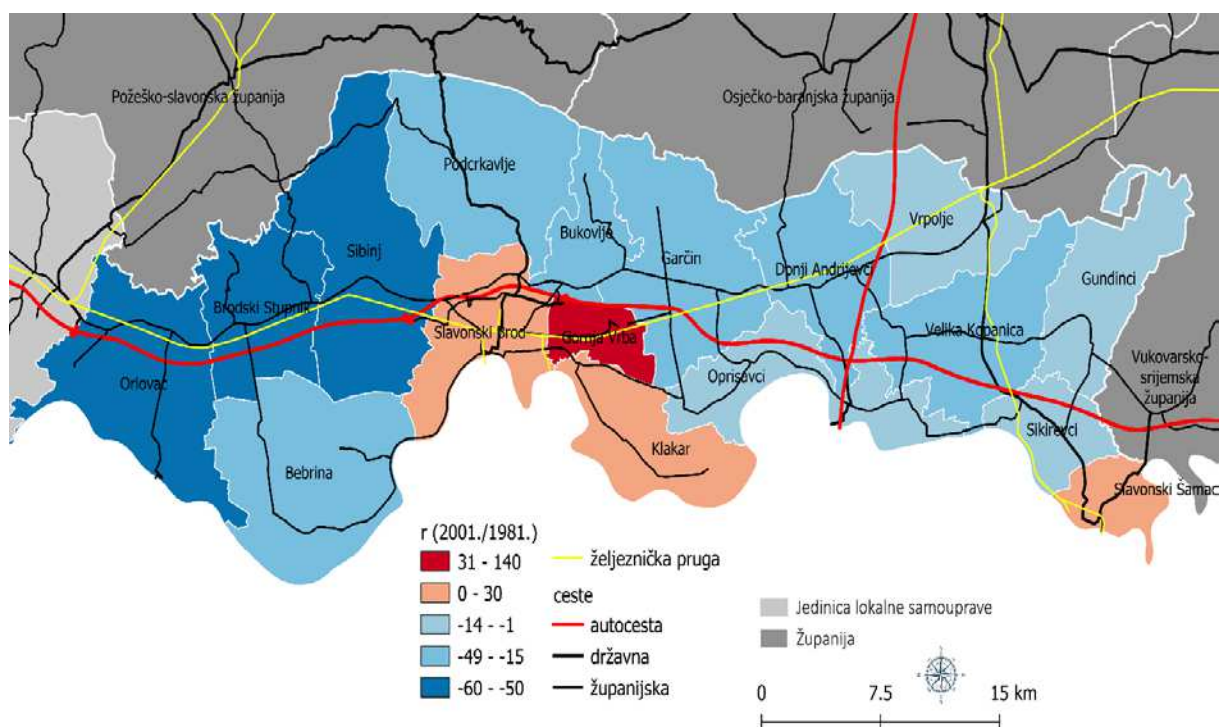 Požeško-slavonska županija
Osječko-baranjska županija
Podcrkavlje
Vrpolje
Bukovlje
Sibinj
Garčin
Donji Andrijevci
Gundinci
Brodski Stupnik
Slavonski Brod
Gornja Vrba
Velika Kopanica
Vukovarsko-
srijemska
županija
Oriovac
Oprisavci
Sikirevci
Klakar
Bebrina
Slavonski Šamac
r (2001./1981.)
31 - 140
0 - 30
-14 - -1
-49 - -15
-60 - -50
željeznička pruga
ceste
autocesta
državna
županijska
Jedinica lokalne samouprave
Županija
0 7.5 15 km